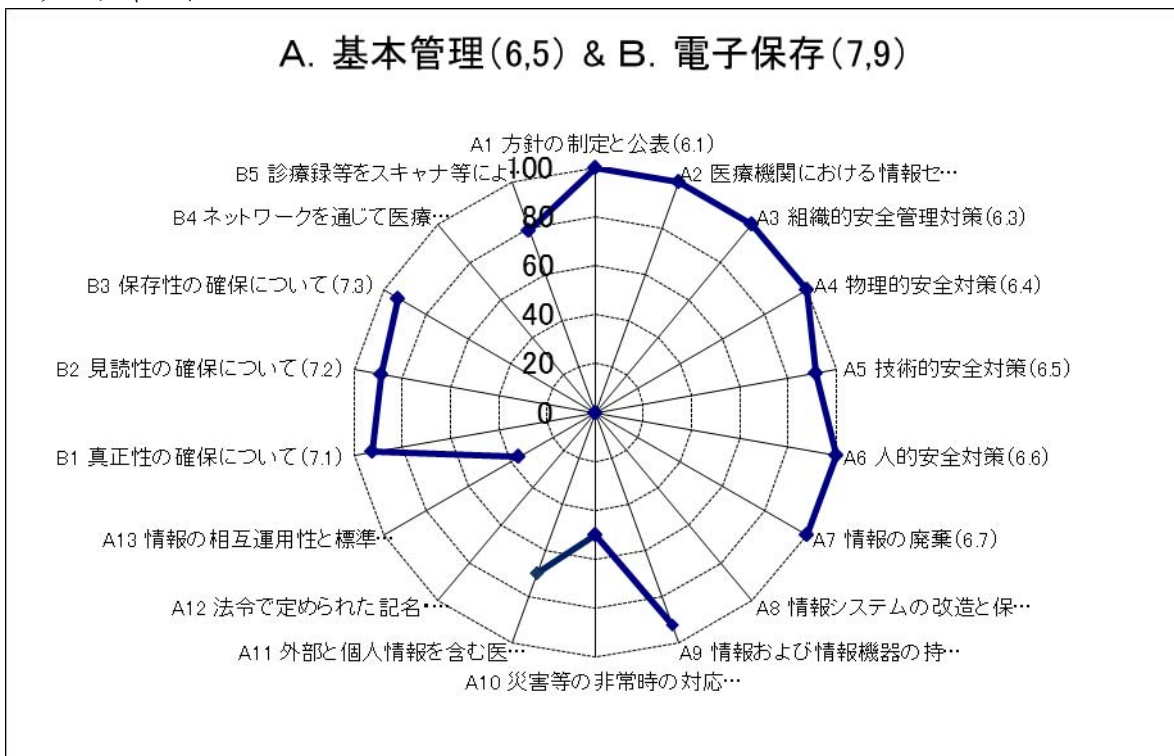 A. 基本管理(6,5) & B. 電子保存(7,9)
A1 方針の制定と公表(6.1)
A2 医療機関における情報セ…
A3 組織的安全管理対策(6.3)
A4 物理的安全対策(6.4)
A5 技術的安全対策(6.5)
A6 人的安全対策(6.6)
A7 情報の廃棄(6.7)
A8 情報システムの改造と保…
A9 情報および情報機器の持…
A10 災害等の非常時の対応…
A11 外部と個人情報を含む医…
A12 法令で定められた記名…
A13 情報の相互運用性と標準…
B1 真正性の確保について(7.1)
B2 見読性の確保について(7.2)
B3 保存性の確保について(7.3)
B4 ネットワークを通じて医療…
B5 診療録等をスキャナ等によ…
100
80
60
40
20
0